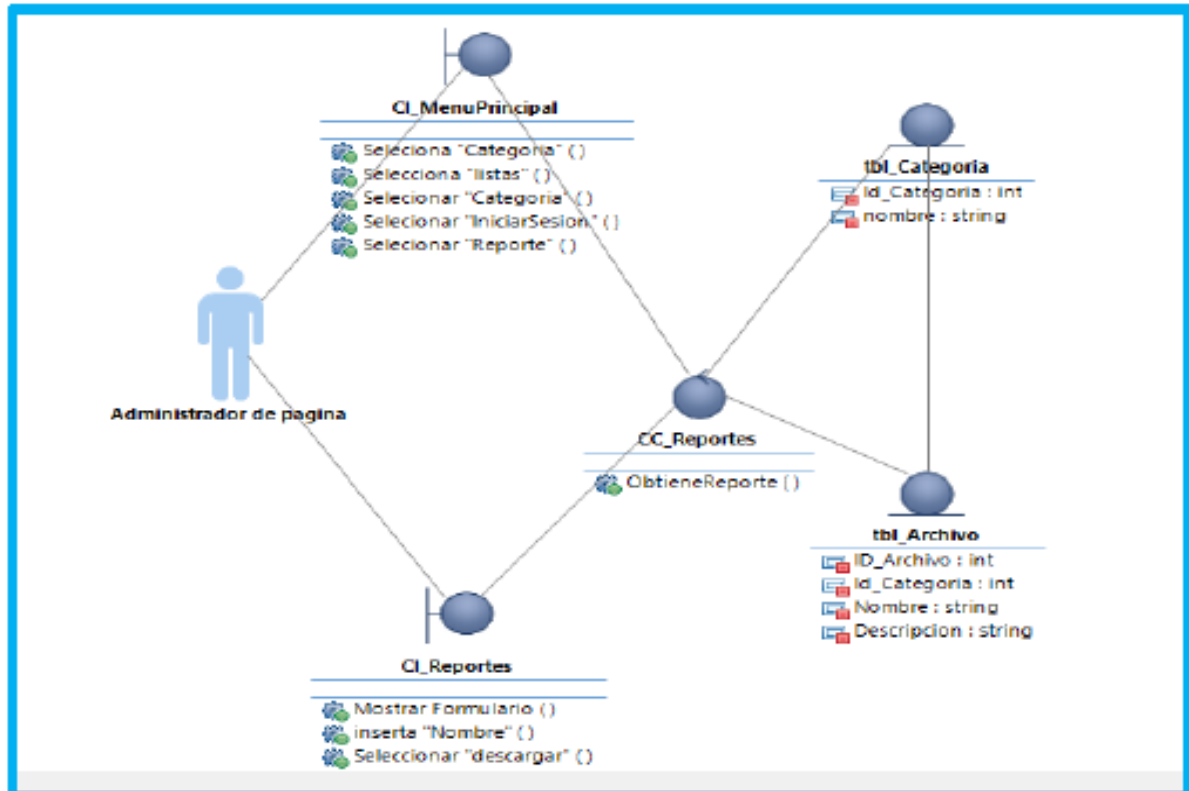 CI_MenuPrincipal
Seleciona "Categoria" ( )
Selecciona "listas" ( )
Selecionar "Categoria" ( )
Selecionar "IniciarSesion" ( )
Selecionar "Reporte" ( )
tbl_Categoria
Id_Categoria : int
nombre : string
Administrador de pagina
CC_Reportes
ObtieneReporte ( )
tbl_Archivo
ID_Archivo : int
Id_Categoria : int
Nombre : string
Descripcion : string
CI_Reportes
Mostrar Formulario ( )
inserta "Nombre" ( )
Seleccionar "descargar" ( )